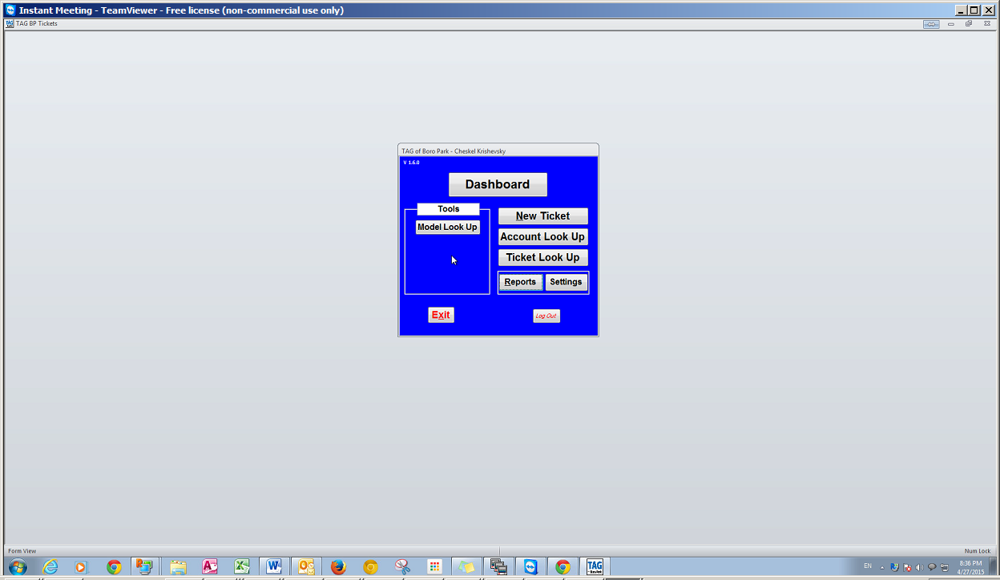 Instant Meeting - TeamViewer - Free license (non-commercial use only)
TAG BP Tickets
TAG of Boro Park - Cheskel Krishevsky
V 1.6.0
Dashboard
Tools
Model Look Up
New Ticket
Account Look Up
Ticket Look Up
Reports
Settings
Exit
Log Out
Form View
Num Lock
TAG
EN
8:36 PM
4/27/2015